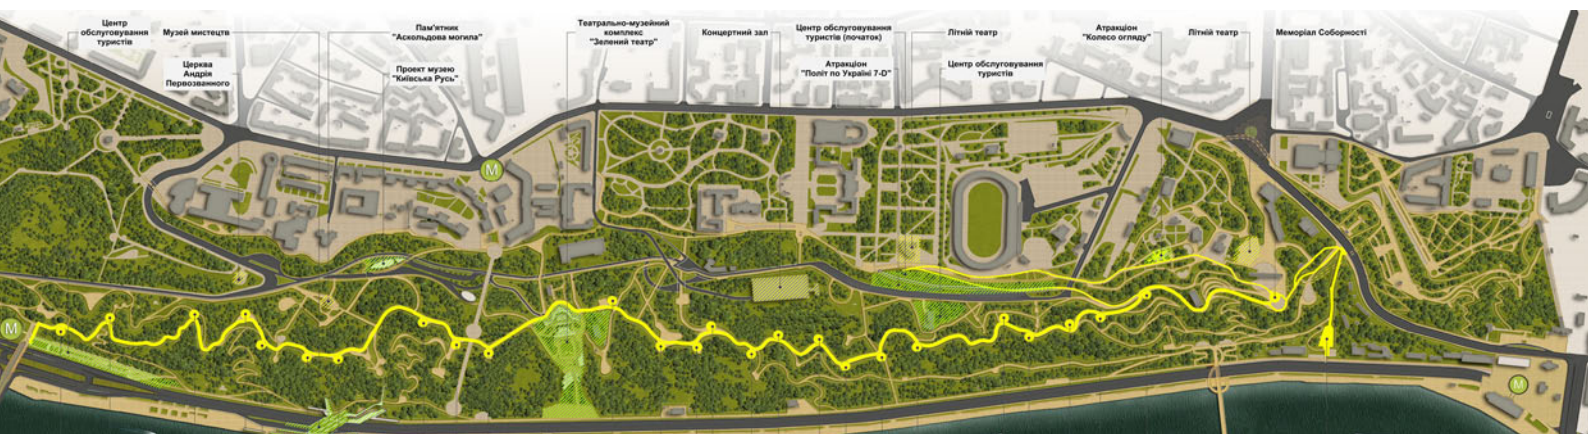 Центр
обслуговування
туристів
Музей мистецтв
Церква
Андрія
Первозванного
Пам'ятник
"Аскольдова могила"
Проект музею
"Київська Русь"
Театрально-музейний
комплекс
"Зелений театр"
Концертний зал
Центр обслуговування
туристів (початок)
Атракціон
"Політ по Україні 7-D"
Літній театр
Центр обслуговування
туристів
Атракціон
"Колесо огляду"
Літній театр
Меморіал Соборності
M
M
M